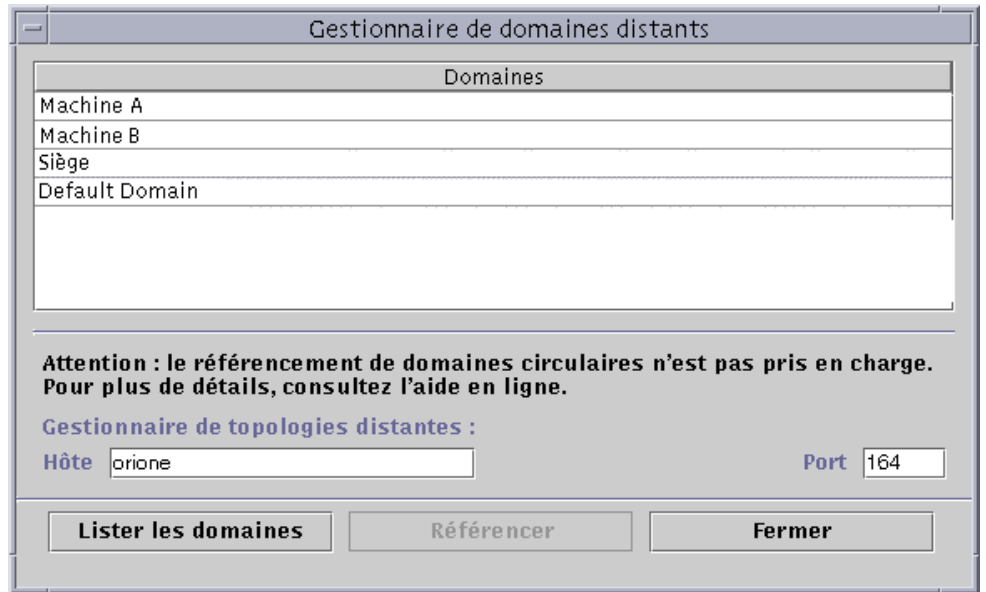 Gestionnaire de domaines distants
Domaines
Machine A
Machine B
Siège
Default Domain
Attention : le référencement de domaines circulaires n'est pas pris en charge.
Pour plus de détails, consultez l'aide en ligne.
Gestionnaire de topologies distantes :
Hôte orione Port 164
Lister les domaines Référencer Fermer